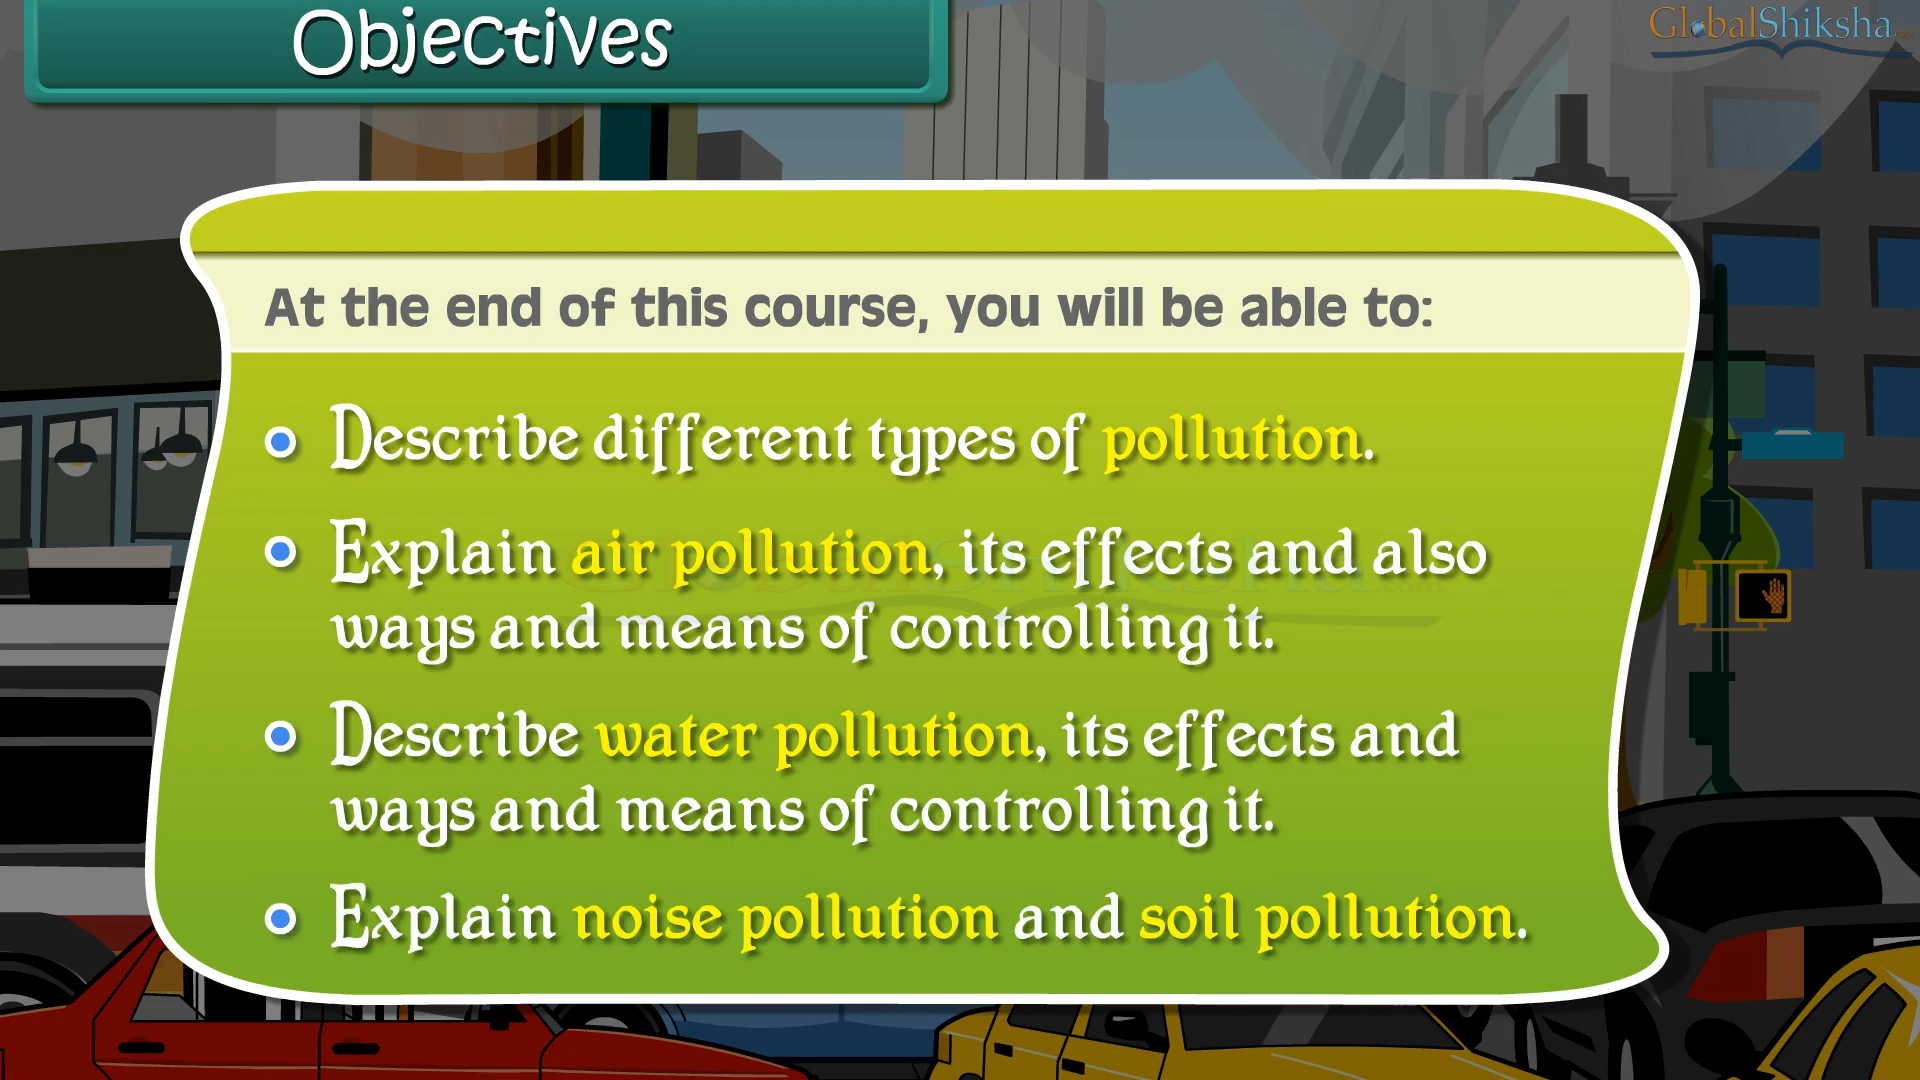 Objectives
GlobalShiksha
At the end of this course, you will be able to:
Describe different types of pollution.
Explain air pollution, its effects and also
ways and means of controlling it.
Describe water pollution, its effects and
ways and means of controlling it.
Explain noise pollution and soil pollution.